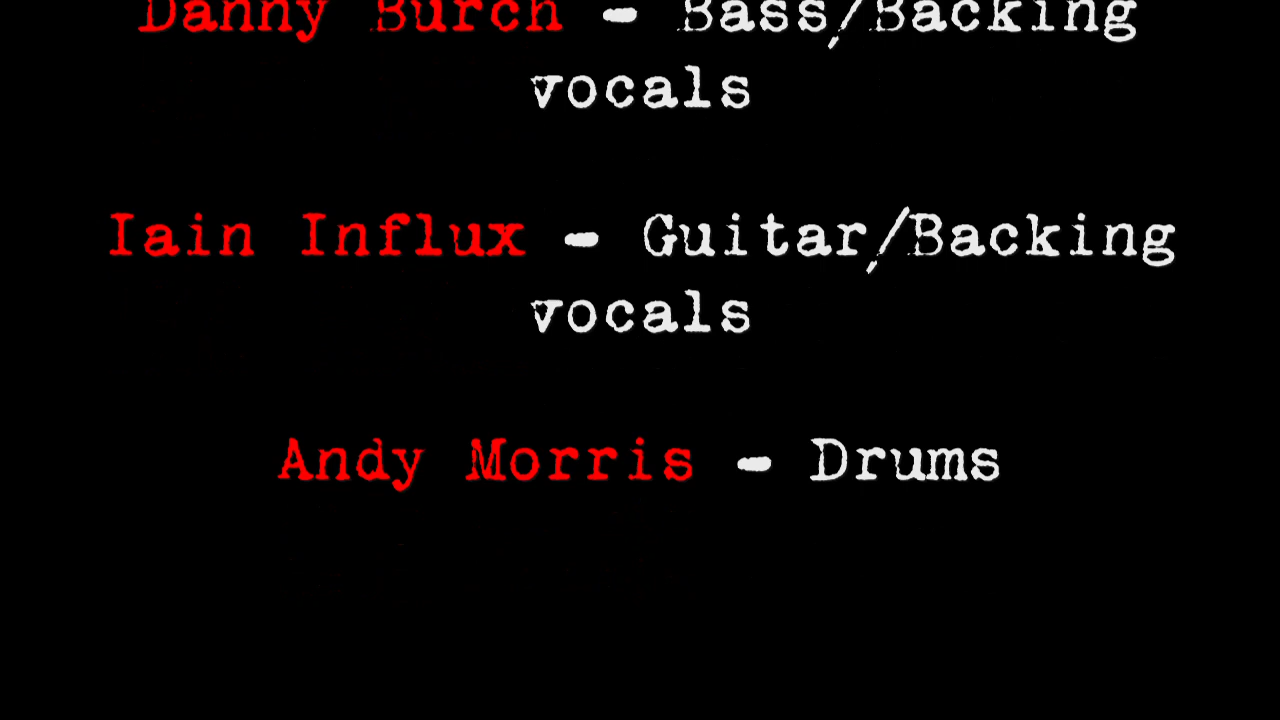 Danny Burch - Bass/Backing
vocals
Iain Influx - Guitar/Backing
vocals
Andy Morris - Drums